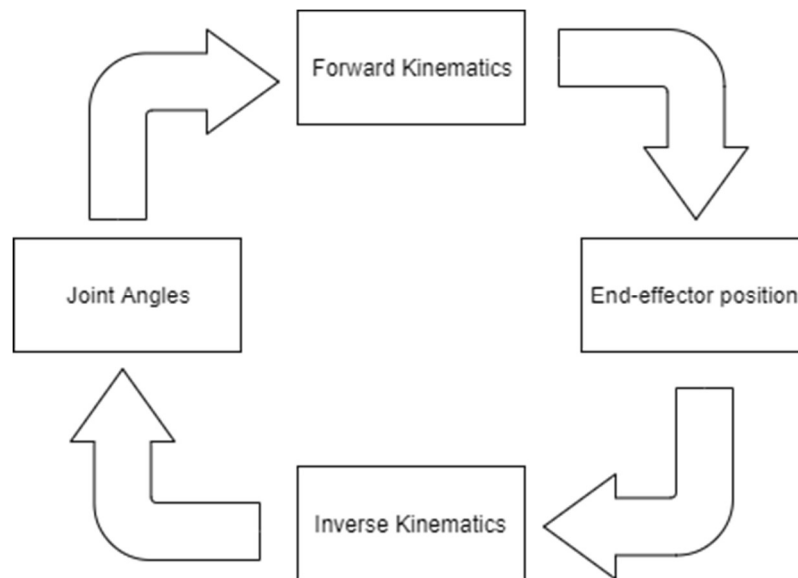 Forward Kinematics
Joint Angles
End-effector position
Inverse Kinematics